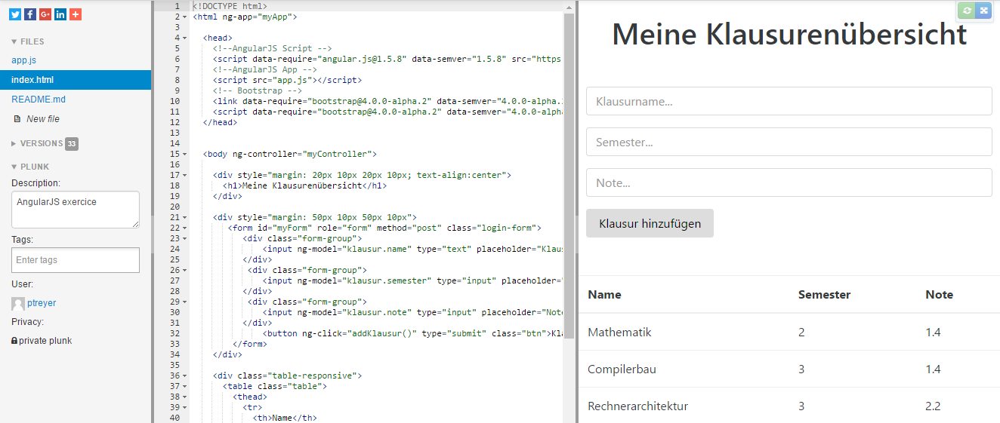 FILES
app.js
index.html
README.md
New file
VERSIONS 33
PLUNK
Description:
AngularJS exercice
Tags:
Enter tags
User:
ptreyer
Privacy:
private plunk
1 <!DOCTYPE html>
2 <html ng-app="myApp">
3
4 <head>
5 <!--AngularJS Script -->
6 <script data-require="angular.js@1.5.8" data-semver="1.5.8" src="https
7 <!--AngularJS App -->
8 <script src="app.js"></script>
9 <!-- Bootstrap -->
10 <link data-require="bootstrap@4.0.0-alpha.2" data-semver="4.0.0-alpha.
11 <script data-require="bootstrap@4.0.0-alpha.2" data-semver="4.0.0-alpha
12 </head>
13
14
15 <body ng-controller="myController">
16
17 <div style="margin: 20px 10px 20px 10px; text-align:center">
18 <h1>Meine Klausurenübersicht</h1>
19 </div>
20
21 <div style="margin: 50px 10px 50px 10px">
22 <form id="myForm" role="form" method="post" class="login-form">
23 <div class="form-group">
24 <input ng-model="klausur.name" type="text" placeholder="Klaus
25 </div>
26 <div class="form-group">
27 <input ng-model="klausur.semester" type="input" placeholder="
28 </div>
29 <div class="form-group">
30 <input ng-model="klausur.note" type="input" placeholder="Note
31 </div>
32 <button ng-click="addKlausur()" type="submit" class="btn">Kla
33 </form>
34 </div>
35
36 <div class="table-responsive">
37 <table class="table">
38 <thead>
39 <tr>
40 <th>Name</th>
Meine Klausurenübersicht
Klausurname...
Semester...
Note...
Klausur hinzufügen
Name Semester Note
Mathematik 2 1.4
Compilerbau 3 1.4
Rechnerarchitektur 3 2.2